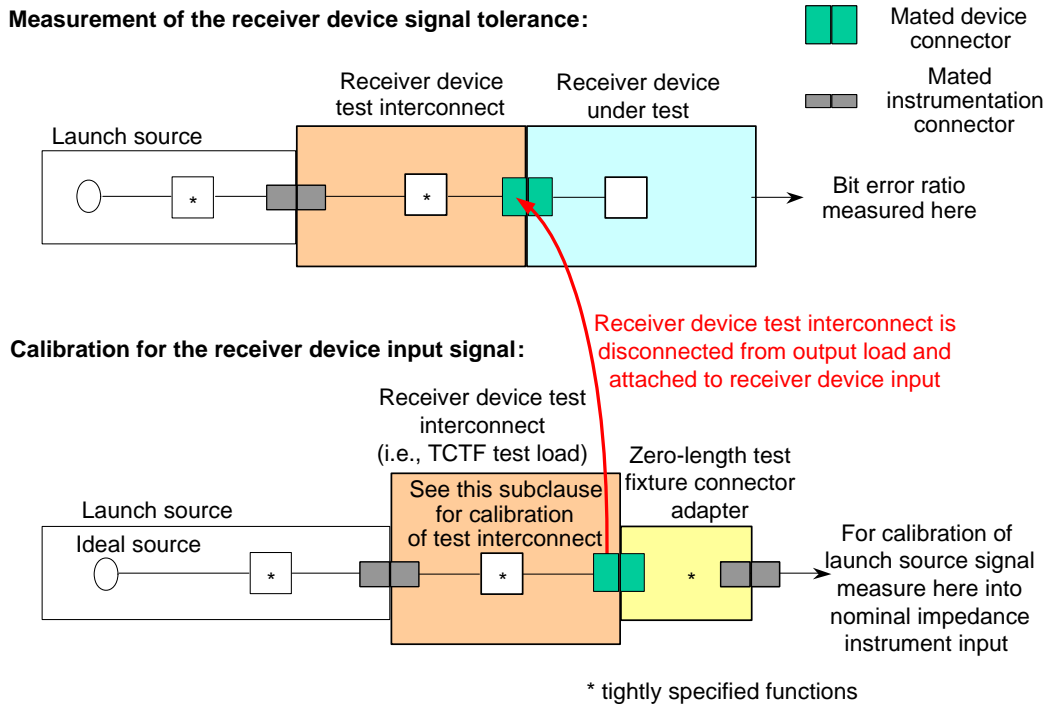 Measurement of the receiver device signal tolerance:
Mated device
connector
Mated
instrumentation
connector
Receiver device
test interconnect
Receiver device
under test
Launch source
*
*
Bit error ratio
measured here
Receiver device test interconnect is
disconnected from output load and
attached to receiver device input
Calibration for the receiver device input signal:
Receiver device test
interconnect
(i.e., TCTF test load)
Zero-length test
fixture connector
adapter
See this subclause
for calibration
of test interconnect
Launch source
Ideal source
*
*
*
For calibration of
launch source signal
measure here into
nominal impedance
instrument input
* tightly specified functions